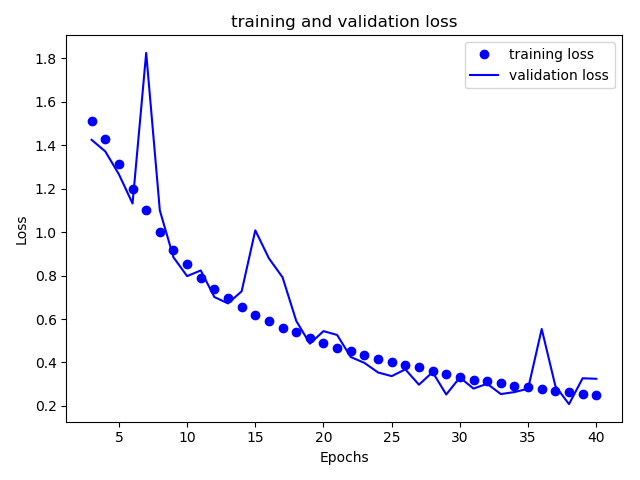 training and validation loss
training loss
validation loss
Loss
1.8
1.6
1.4
1.2
1.0
0.8
0.6
0.4
0.2
5 10 15 20 25 30 35 40
Epochs